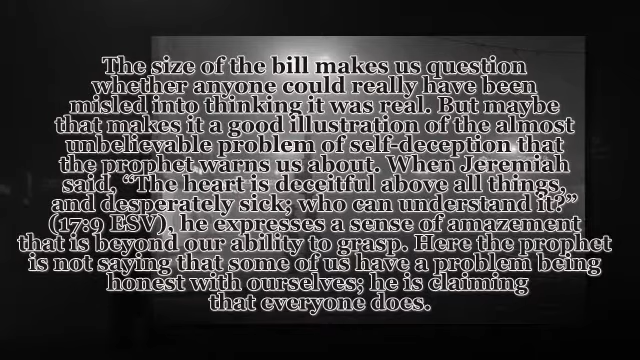 The size of the bill makes us question
whether anyone could really have been
misled into thinking it was real. But maybe
that makes it a good illustration of the almost
unbelievable problem of self-deception that
the prophet warns us about. When Jeremiah
said, “The heart is deceitful above all things,
and desperately sick; who can understand it?”
(17:9 ESV), he expresses a sense of amazement
that is beyond our ability to grasp. Here the prophet
is not saying that some of us have a problem being
honest with ourselves; he is claiming
that everyone does.